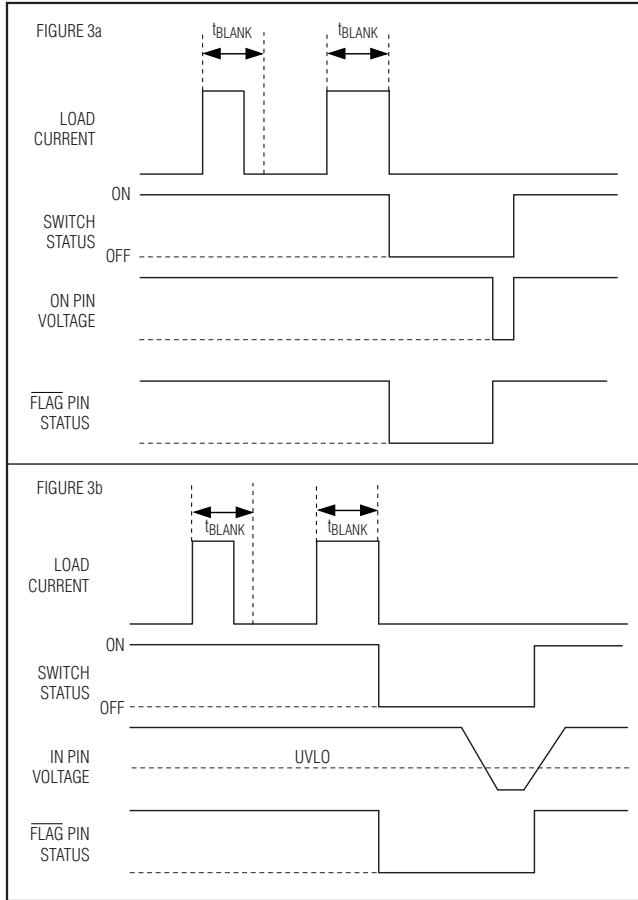 FIGURE 3a
tBLANK
tBLANK
LOAD
CURRENT
ON
SWITCH
STATUS
OFF
ON PIN
VOLTAGE
FLAG PIN
STATUS
FIGURE 3b
tBLANK
tBLANK
LOAD
CURRENT
ON
SWITCH
STATUS
OFF
IN PIN
VOLTAGE
UVLO
FLAG PIN
STATUS